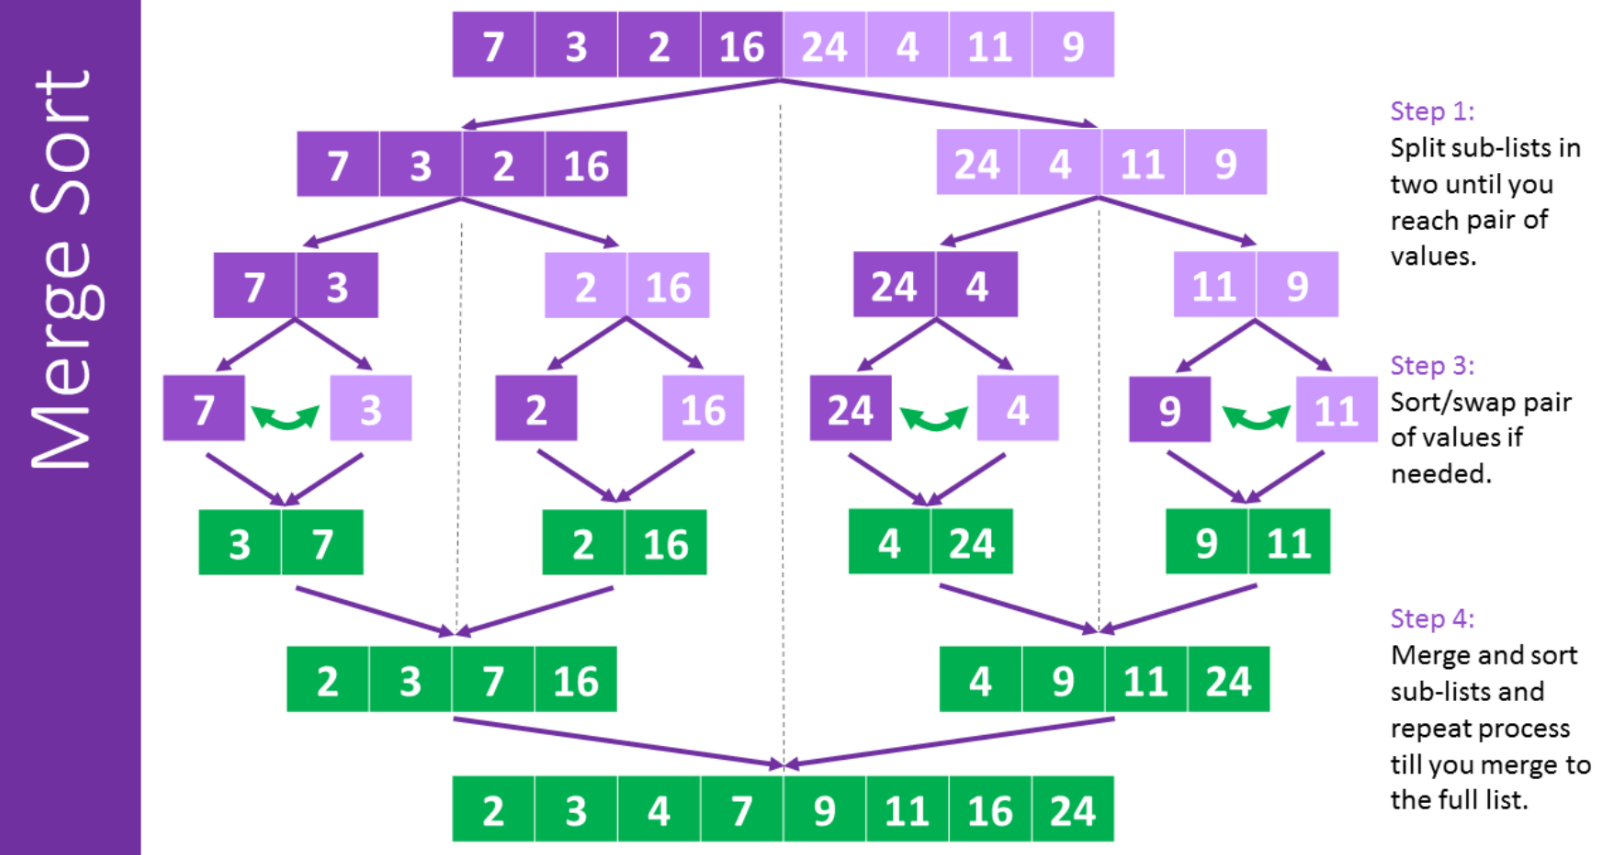 Merge Sort
7 3 2 16 24 4 11 9
7 3 2 16 24 4 11 9
7 3 2 16 24 4 11 9
7 3 2 16 24 4 9 11
3 7 2 16 4 24 9 11
2 3 7 16 4 9 11 24
2 3 4 7 9 11 16 24
Step 1:
Split sub-lists in
two until you
reach pair of
values.
Step 3:
Sort/swap pair
of values if
needed.
Step 4:
Merge and sort
sub-lists and
repeat process
till you merge to
the full list.